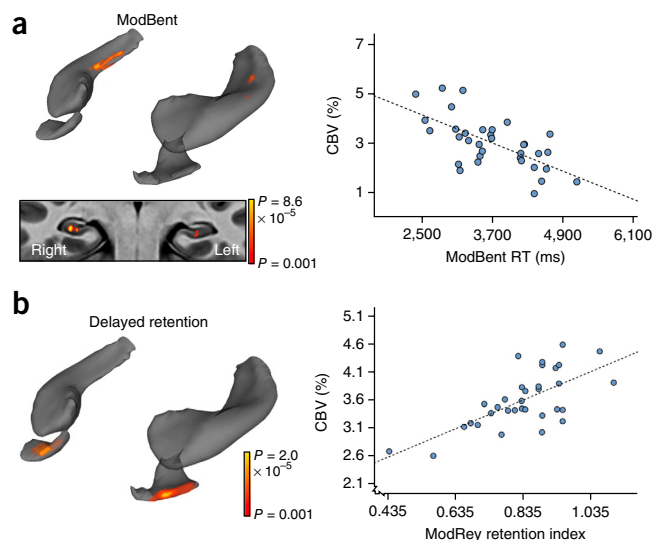 a
ModBent
P = 8.6
× 10⁻⁵
P = 0.001
Right
Left
CBV (%)
7
5
3
1
2,500
3,700
4,900
6,100
ModBent RT (ms)
b
Delayed retention
P = 2.0
× 10⁻⁵
P = 0.001
CBV (%)
5.1
4.6
4.1
3.6
3.1
2.6
2.1
0.435
0.635
0.835
1.035
ModRey retention index